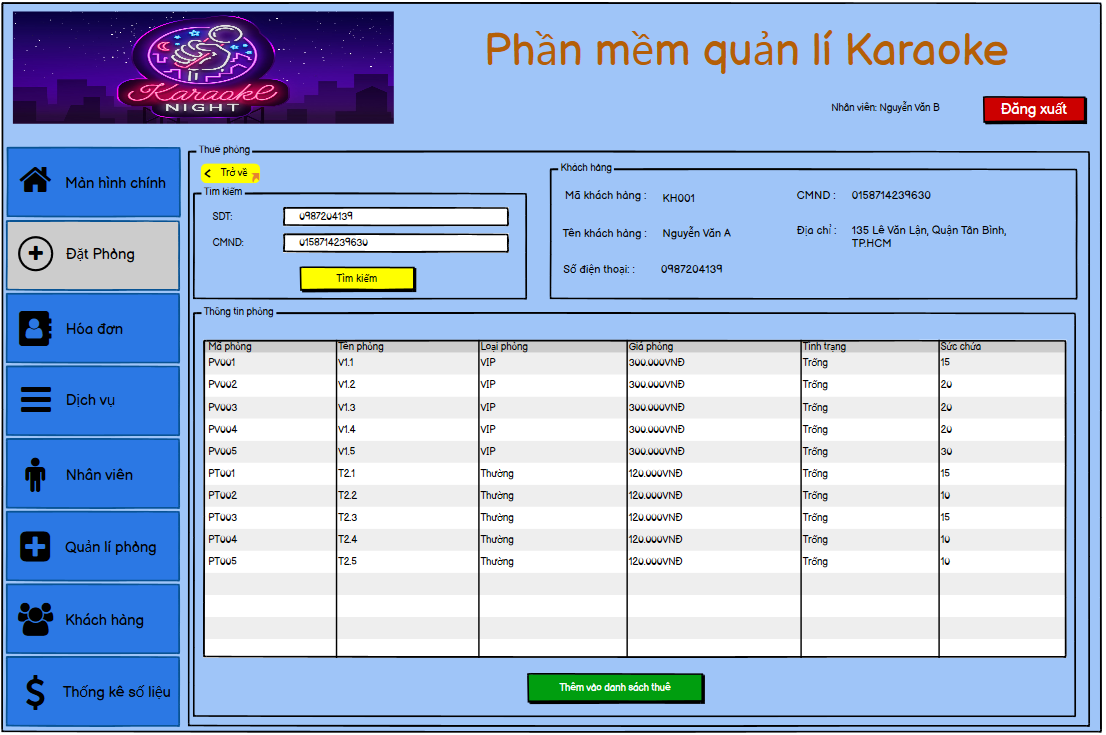 Karaoke
NIGHT
Phần mềm quản lí Karaoke
Nhân viên: Nguyễn Văn B
Đăng xuất
Màn hình chính
Đặt Phòng
Hóa đơn
Dịch vụ
Nhân viên
Quản lí phòng
Khách hàng
Thống kê số liệu
Thuê phòng
< Trở về
Tìm kiếm
SDT: 0987204139
CMND: 0158714239630
Tìm kiếm
Khách hàng
Mã khách hàng : KH001 CMND : 0158714239630
Tên khách hàng : Nguyễn Văn A Địa chỉ : 135 Lê Văn Lận, Quận Tân Bình,
TP.HCM
Số điện thoại: : 0987204139
Thông tin phòng
Mã phòng Tên phòng Loại phòng Giá phòng Tình trạng Sức chứa
PV001 V1.1 VIP 300.000VNĐ Trống 15
PV002 V1.2 VIP 300.000VNĐ Trống 20
PV003 V1.3 VIP 300.000VNĐ Trống 20
PV004 V1.4 VIP 300.000VNĐ Trống 20
PV005 V1.5 VIP 300.000VNĐ Trống 30
PT001 T2.1 Thường 120.000VNĐ Trống 15
PT002 T2.2 Thường 120.000VNĐ Trống 10
PT003 T2.3 Thường 120.000VNĐ Trống 15
PT004 T2.4 Thường 120.000VNĐ Trống 10
PT005 T2.5 Thường 120.000VNĐ Trống 10
Thêm vào danh sách thuê